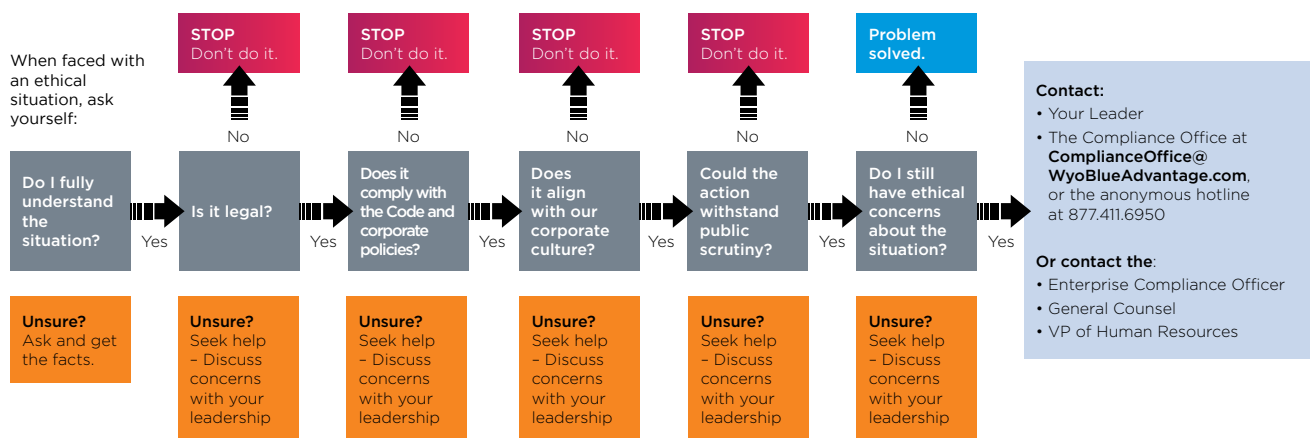 When faced with
an ethical
situation, ask
yourself:
STOP
Don't do it.
STOP
Don't do it.
STOP
Don't do it.
STOP
Don't do it.
Problem
solved.
No
No
No
No
No
Do I fully
understand
the
situation?
Yes
Is it legal?
Yes
Does it
comply with
the Code and
corporate
policies?
Yes
Does
it align
with our
corporate
culture?
Yes
Could the
action
withstand
public
scrutiny?
Yes
Do I still
have ethical
concerns
about the
situation?
Yes
Contact:
• Your Leader
• The Compliance Office at
ComplianceOffice@
WyoBlueAdvantage.com,
or the anonymous hotline
at 877.411.6950
Or contact the:
• Enterprise Compliance Officer
• General Counsel
• VP of Human Resources
Unsure?
Ask and get
the facts.
Unsure?
Seek help
– Discuss
concerns
with your
leadership
Unsure?
Seek help
– Discuss
concerns
with your
leadership
Unsure?
Seek help
– Discuss
concerns
with your
leadership
Unsure?
Seek help
– Discuss
concerns
with your
leadership
Unsure?
Seek help
– Discuss
concerns
with your
leadership